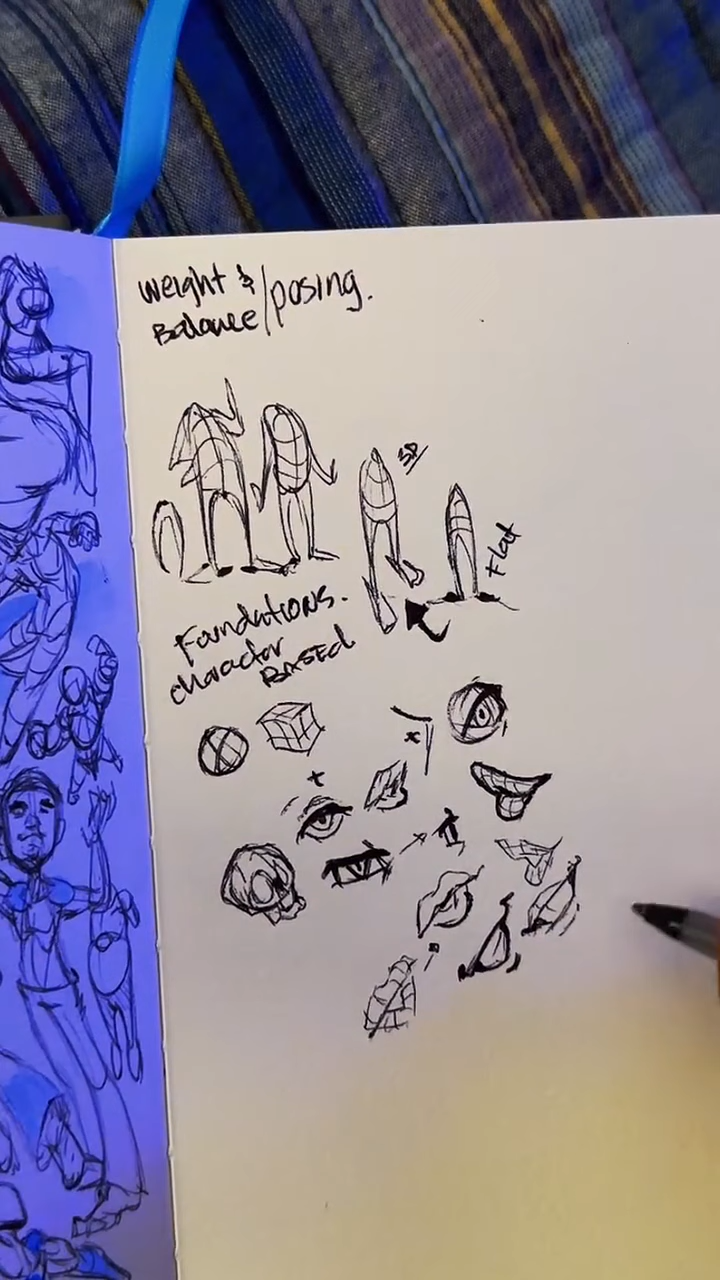 weight &
Balance/posing.
3D
Flat
Foundations.
character
BASEd